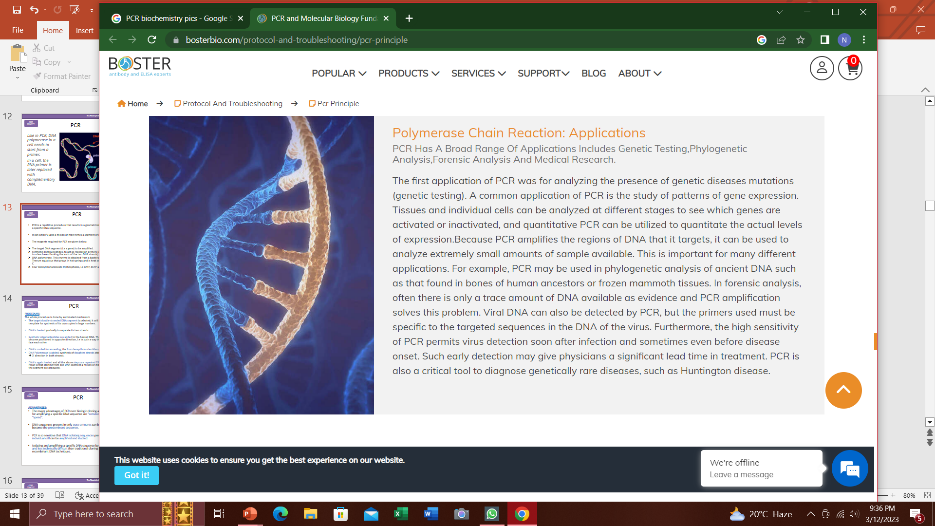 PCR biochemistry pics - Google S
PCR and Molecular Biology Fund
File Home Insert
bosterbio.com/protocol-and-troubleshooting/pcr-principle
N
Paste
Cut
Copy
Format Painter
Clipboard
BOSTER
antibody and ELISA experts
POPULAR PRODUCTS SERVICES SUPPORT BLOG ABOUT
0
Home Protocol And Troubleshooting Pcr Principle
12
PCR
13
PCR
14
PCR
15
PCR
16
Polymerase Chain Reaction: Applications
PCR Has A Broad Range Of Applications Includes Genetic Testing,Phylogenetic
Analysis,Forensic Analysis And Medical Research.
The first application of PCR was for analyzing the presence of genetic diseases mutations
(genetic testing). A common application of PCR is the study of patterns of gene expression.
Tissues and individual cells can be analyzed at different stages to see which genes are
activated or inactivated, and quantitative PCR can be utilized to quantitate the actual levels
of expression.Because PCR amplifies the regions of DNA that it targets, it can be used to
analyze extremely small amounts of sample available. This is important for many different
applications. For example, PCR may be used in phylogenetic analysis of ancient DNA such
as that found in bones of human ancestors or frozen mammoth tissues. In forensic analysis,
often there is only a trace amount of DNA available as evidence and PCR amplification
solves this problem. Viral DNA can also be detected by PCR, but the primers used must be
specific to the targeted sequences in the DNA of the virus. Furthermore, the high sensitivity
of PCR permits virus detection soon after infection and sometimes even before disease
onset. Such early detection may give physicians a significant lead time in treatment. PCR is
also a critical tool to diagnose genetically rare diseases, such as Huntington disease.
This website uses cookies to ensure you get the best experience on our website.
Got it!
We're offline
Leave a message
Slide 13 of 39
Acce
80%
Type here to search
20°C Haze
9:36 PM
3/12/2023
5